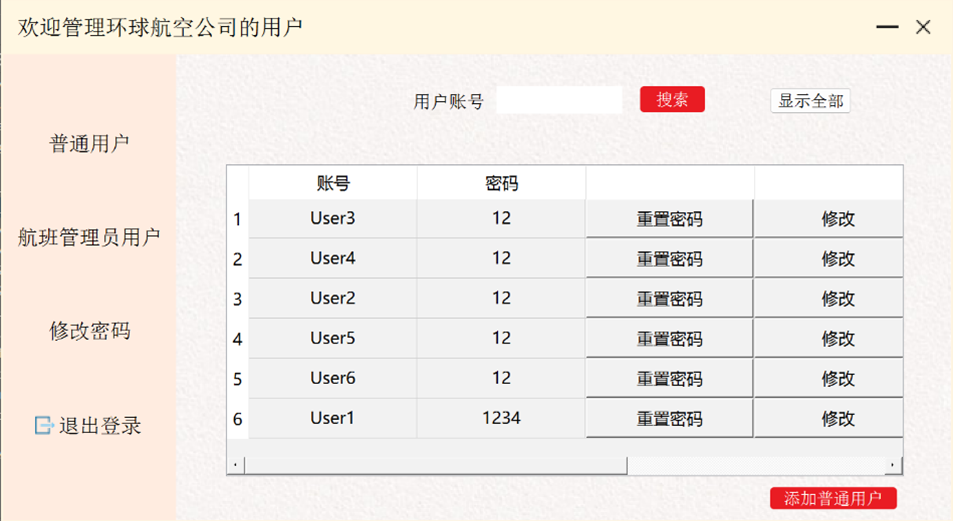 欢迎管理环球航空公司的用户
用户账号 搜索 显示全部
普通用户
航班管理员用户
修改密码
退出登录
账号 密码
1 User3 12 重置密码 修改
2 User4 12 重置密码 修改
3 User2 12 重置密码 修改
4 User5 12 重置密码 修改
5 User6 12 重置密码 修改
6 User1 1234 重置密码 修改
添加普通用户